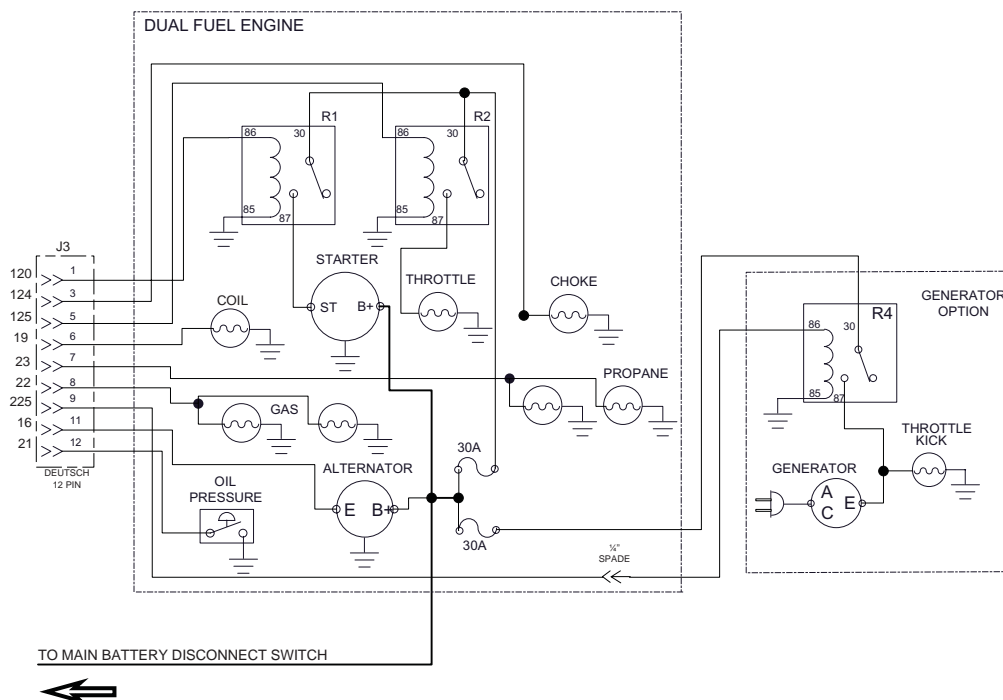 DUAL FUEL ENGINE
R1
R2
86
30
86
30
85
87
85
87
J3
120
1
124
3
125
5
19
6
23
7
22
8
225
9
16
11
21
12
DEUTSCH
12 PIN
STARTER
ST
B+
THROTTLE
CHOKE
COIL
PROPANE
GAS
30A
ALTERNATOR
E
B+
OIL
PRESSURE
30A
¼"
SPADE
GENERATOR
OPTION
R4
86
30
85
87
THROTTLE
KICK
GENERATOR
A
C
E
TO MAIN BATTERY DISCONNECT SWITCH